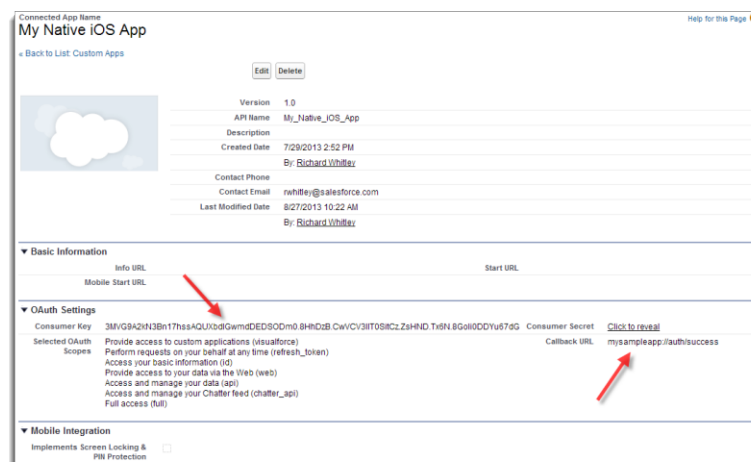 Connected App Name
My Native iOS App
Help for this Page
« Back to List: Custom Apps
Edit Delete
Version 1.0
API Name My_Native_iOS_App
Description
Created Date 7/29/2013 2:52 PM
By: Richard Whitley
Contact Phone
Contact Email rwhitley@salesforce.com
Last Modified Date 8/27/2013 10:22 AM
By: Richard Whitley
Basic Information
Info URL Start URL
Mobile Start URL
OAuth Settings
Consumer Key Consumer Secret Click to reveal
Selected OAuth Scopes Provide access to custom applications (visualforce) Callback URL mysampleapp://auth/success
Perform requests on your behalf at any time (refresh_token)
Access your basic information (id)
Provide access to your data via the Web (web)
Access and manage your data (api)
Access and manage your Chatter feed (chatter_api)
Full access (full)
Mobile Integration
Implements Screen Locking &
PIN Protection